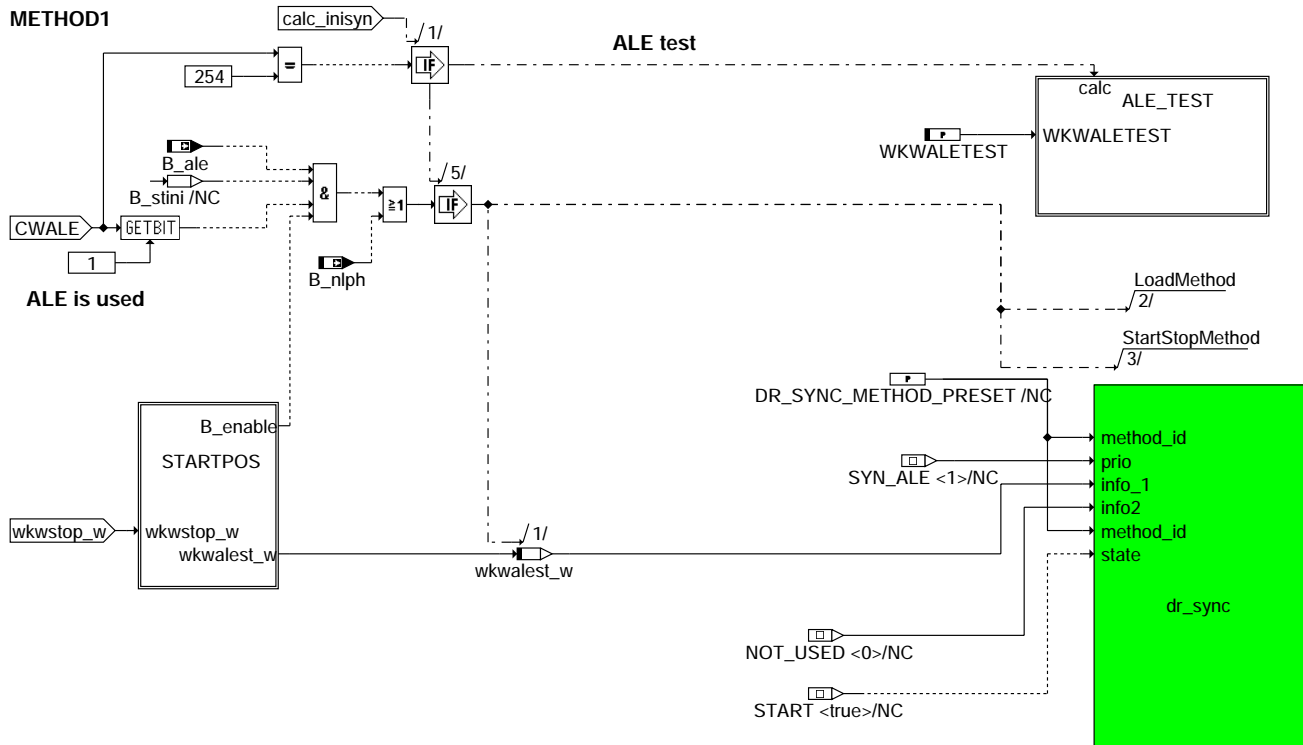 METHOD1
calc_inisyn
/1/
ALE test
=
254
IF
calc
ALE_TEST
WKWALETEST
P
WKWALETEST
B_ale
/5/
B_stini /NC
&
≥1
IF
CWALE
GETBIT
1
B_nlph
ALE is used
LoadMethod
2/
StartStopMethod
3/
P
DR_SYNC_METHOD_PRESET /NC
B_enable
STARTPOS
method_id
prio
SYN_ALE <1>/NC
info_1
info2
wkwstop_w
wkwstop_w
/1/
method_id
wkwalest_w
state
wkwalest_w
dr_sync
NOT_USED <0>/NC
START <true>/NC